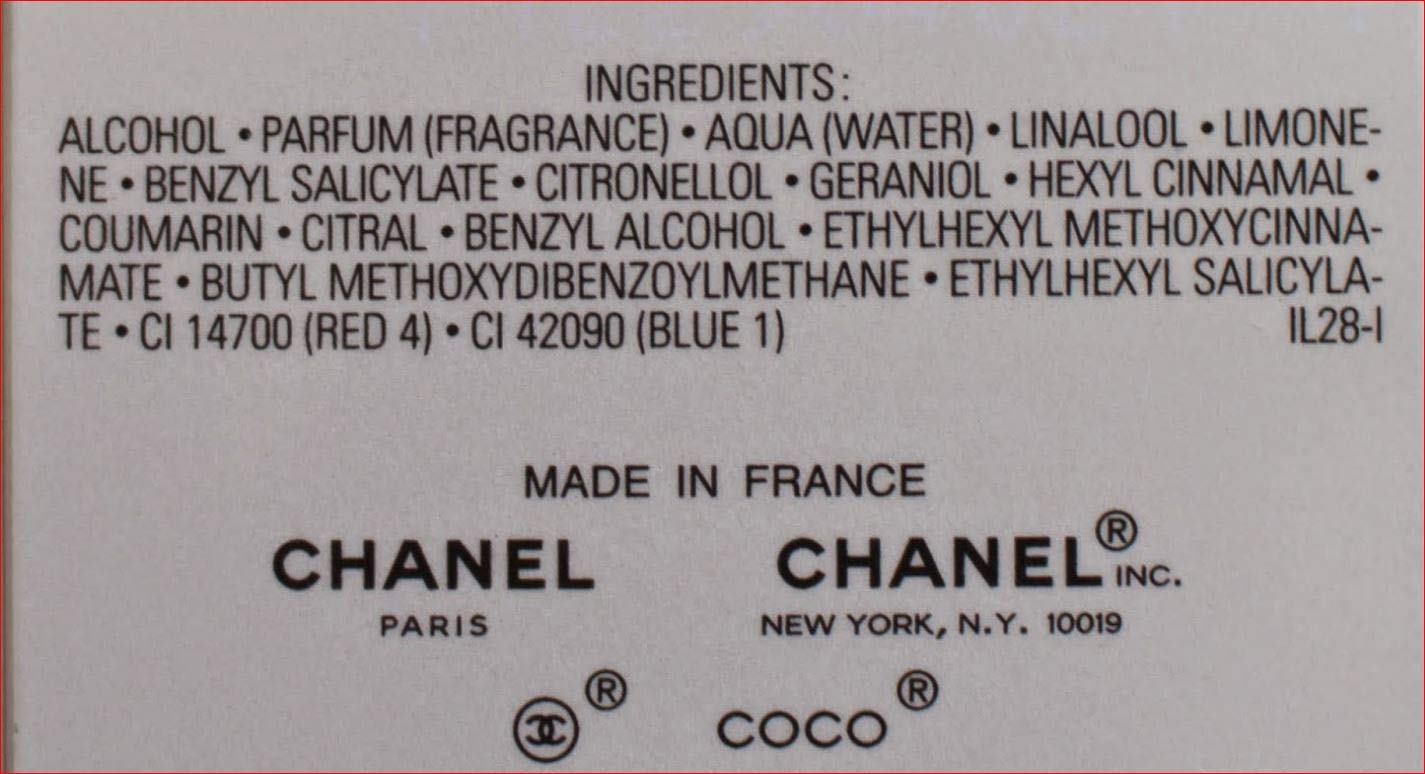 INGREDIENTS:
ALCOHOL • PARFUM (FRAGRANCE) • AQUA (WATER) • LINALOOL • LIMONE-
NE • BENZYL SALICYLATE • CITRONELLOL • GERANIOL • HEXYL CINNAMAL •
COUMARIN • CITRAL • BENZYL ALCOHOL • ETHYLHEXYL METHOXYCINNA-
MATE • BUTYL METHOXYDIBENZOYLMETHANE • ETHYLHEXYL SALICYLA-
TE • CI 14700 (RED 4) • CI 42090 (BLUE 1) IL28-I
MADE IN FRANCE
CHANEL CHANEL® INC.
PARIS NEW YORK, N.Y. 10019
® COCO®